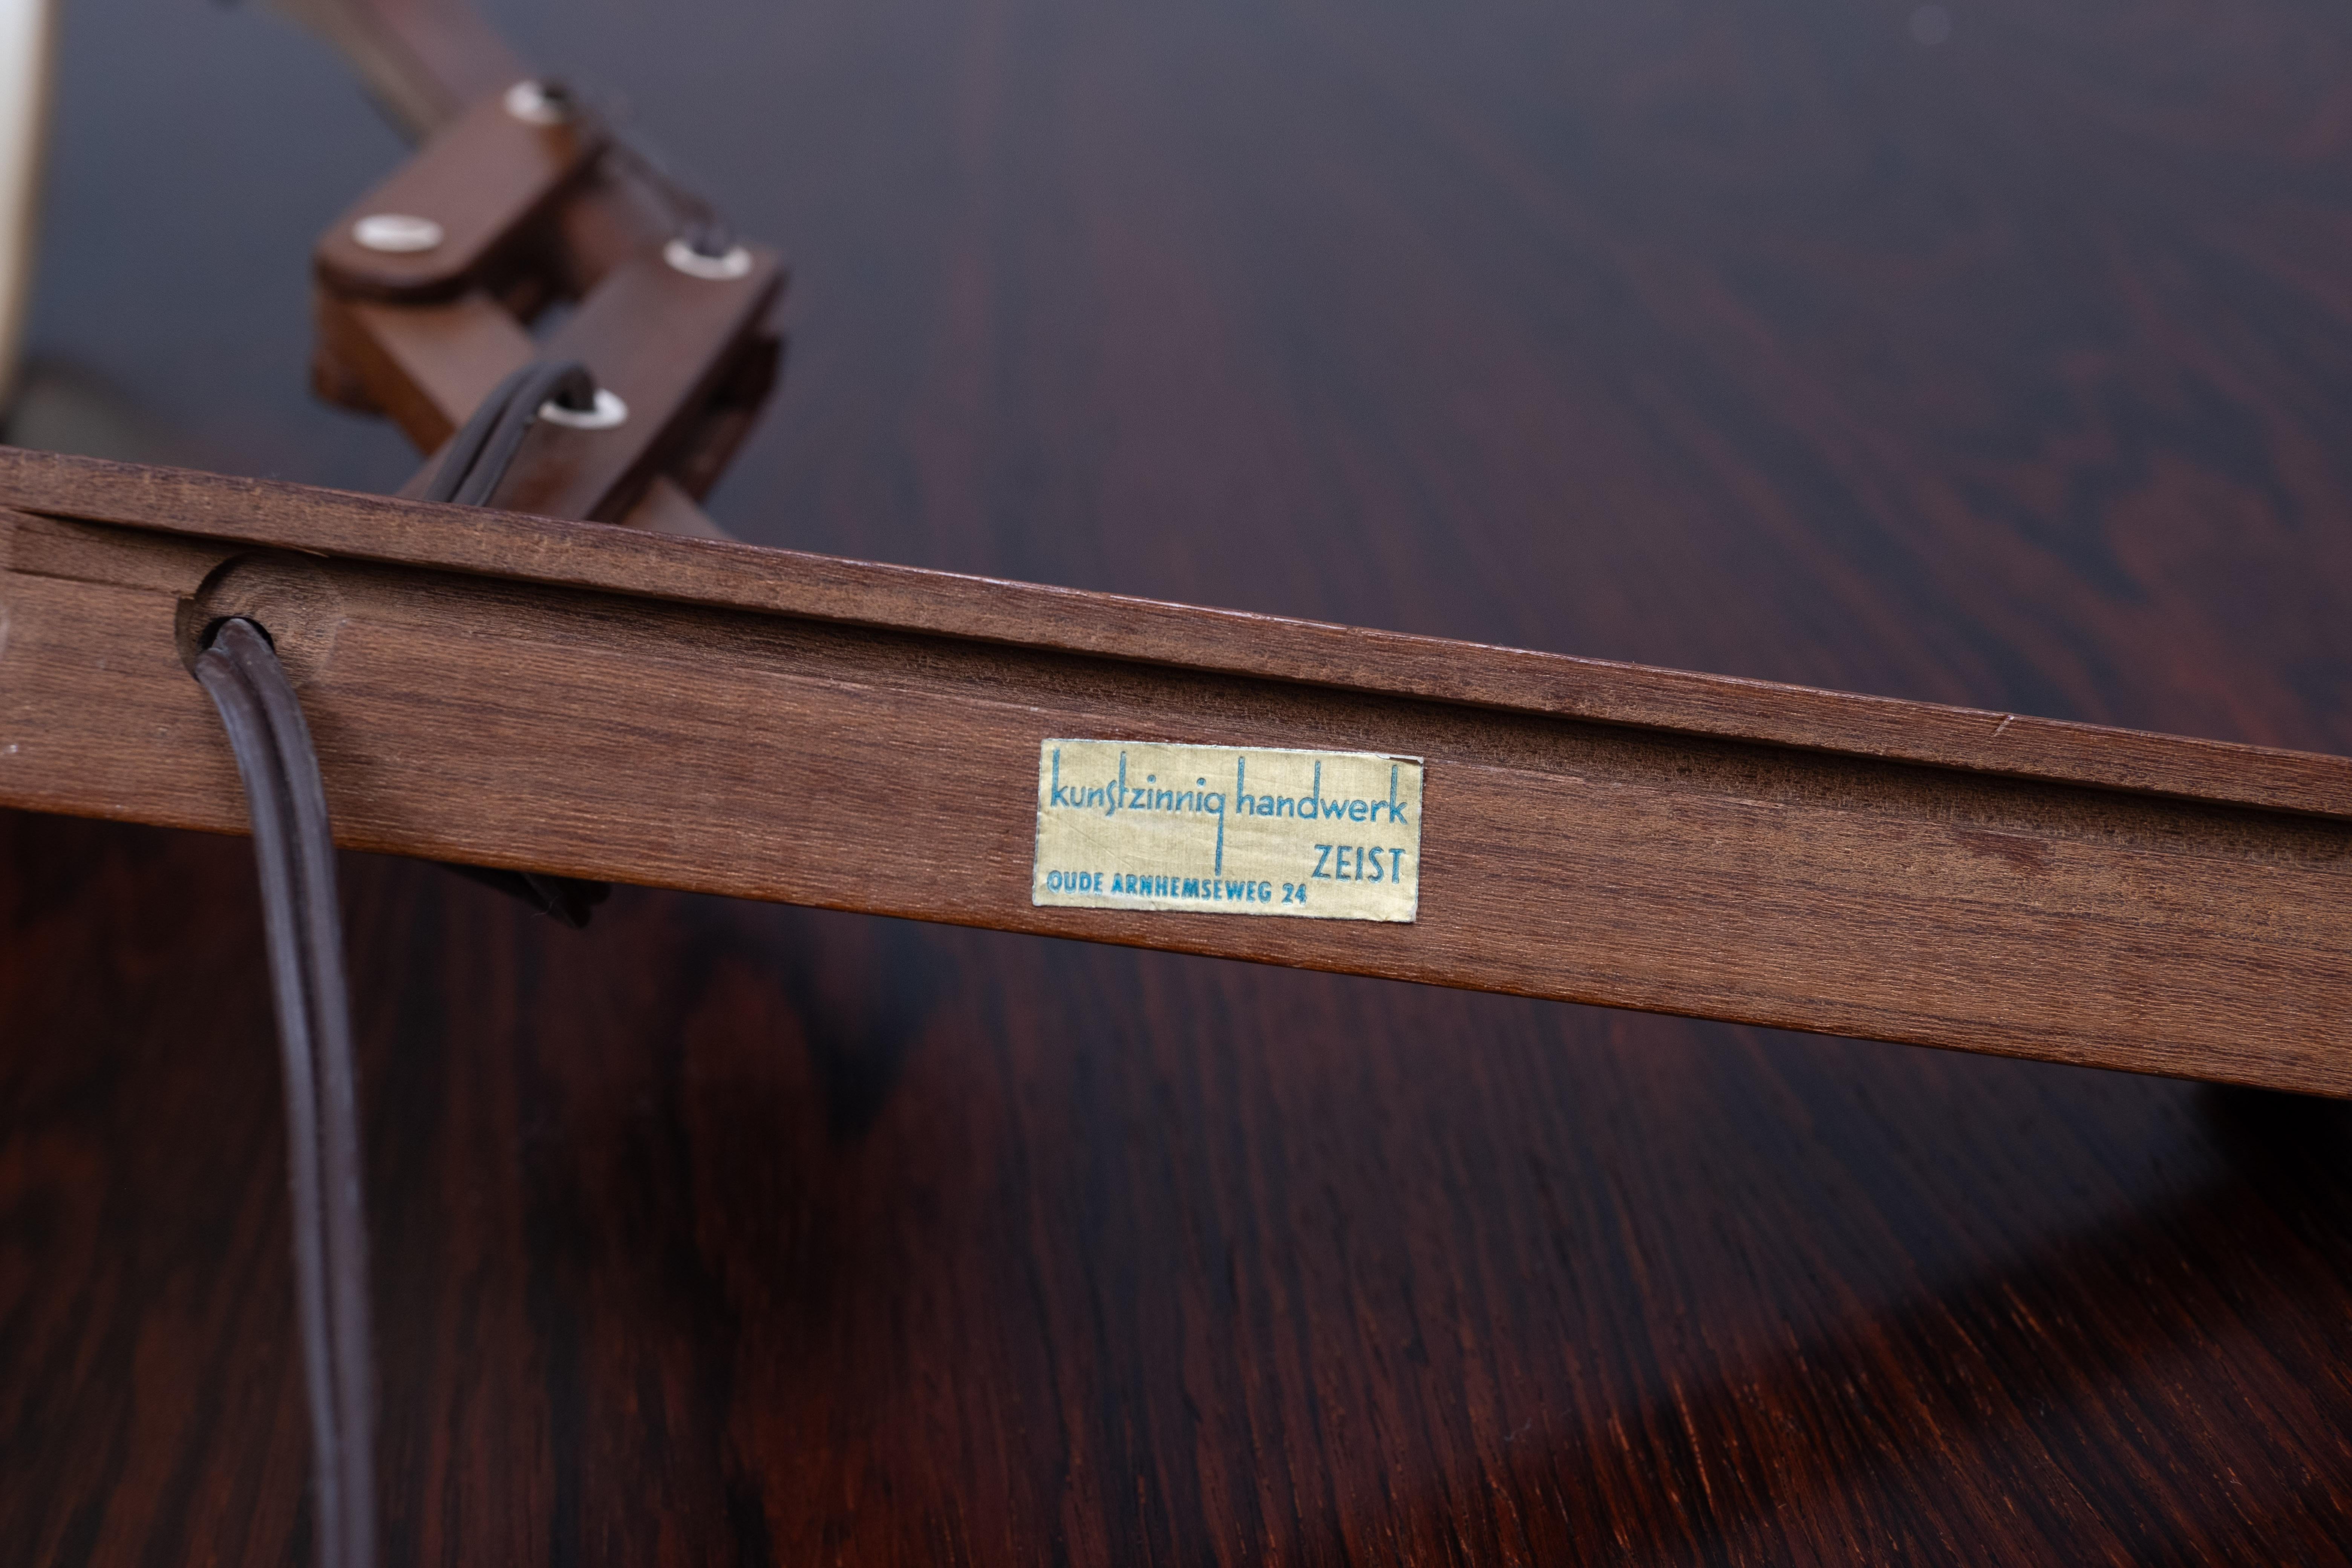 kunstzinnig handwerk
ZEIST
OUDE ARNHEMSEWEG 24